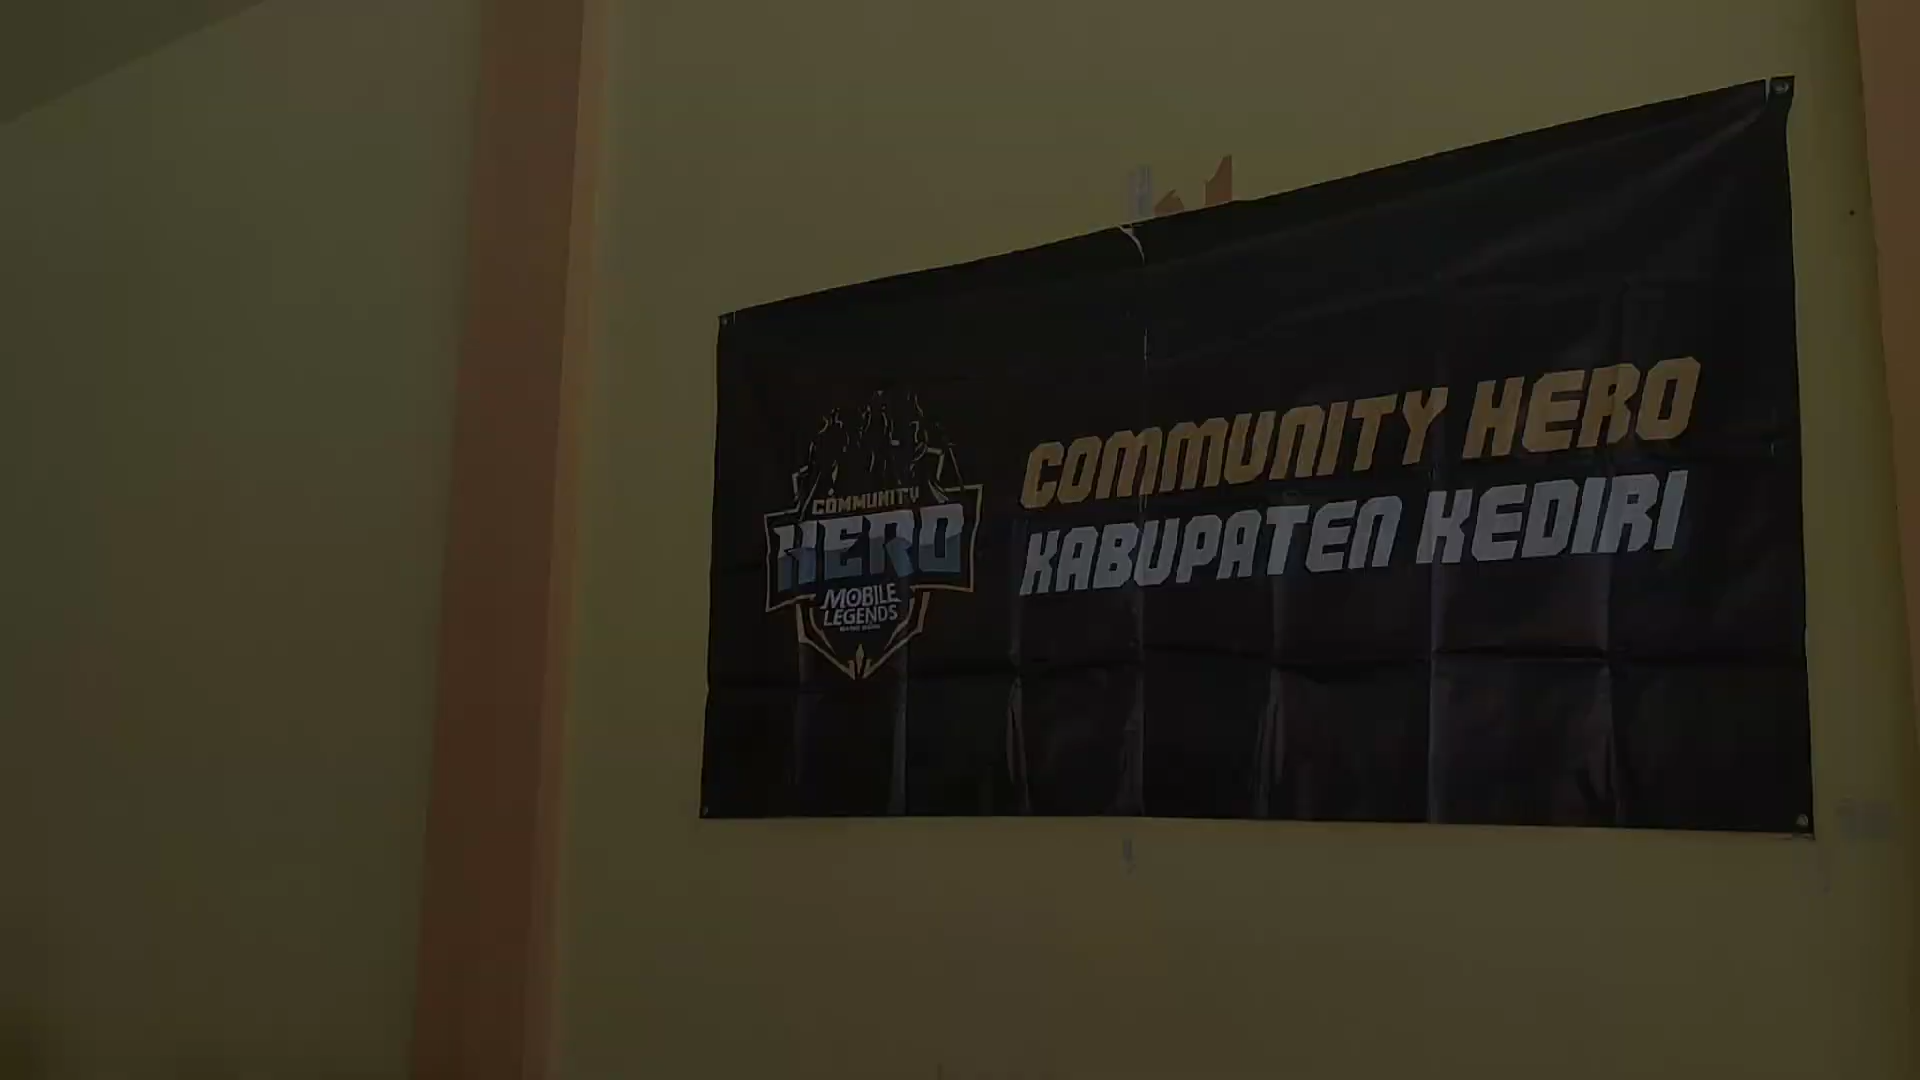 COMMUNITY
HERO
MOBILE
LEGENDS
COMMUNITY HERO
KABUPATEN KEDIRI